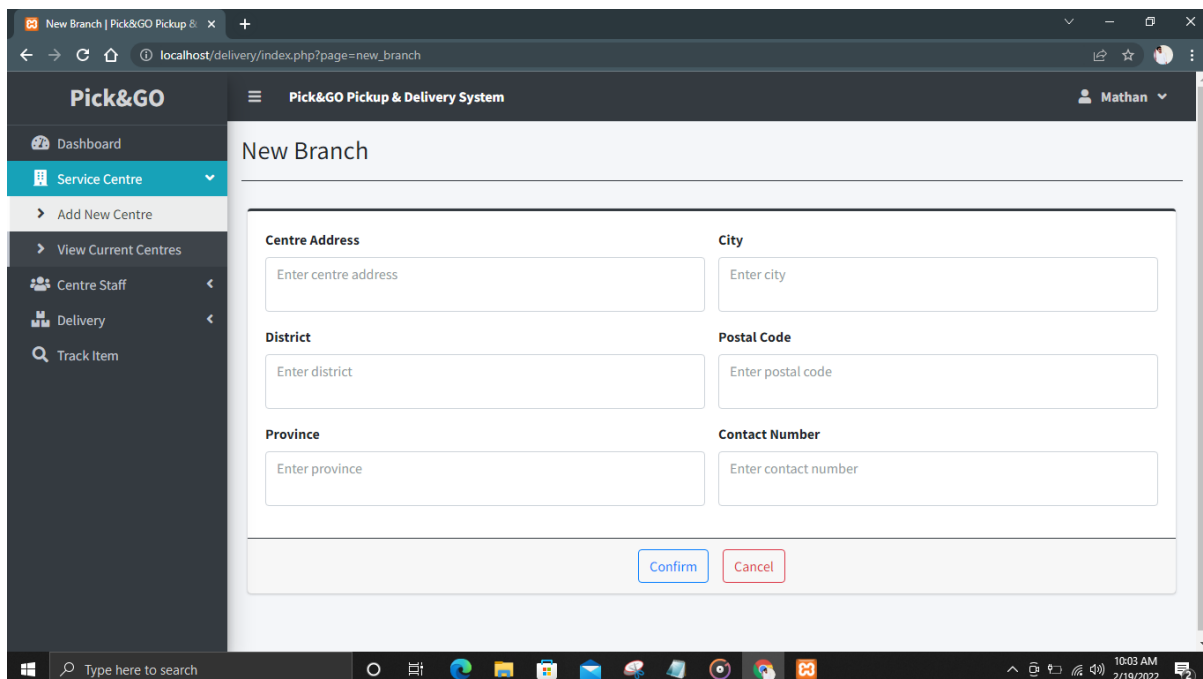 New Branch | Pick&GO Pickup &
localhost/delivery/index.php?page=new_branch
Pick&GO
Pick&GO Pickup & Delivery System
Mathan
Dashboard
New Branch
Service Centre
Add New Centre
View Current Centres
Centre Staff
Delivery
Track Item
Centre Address
City
Enter centre address
Enter city
District
Postal Code
Enter district
Enter postal code
Province
Contact Number
Enter province
Enter contact number
Confirm
Cancel
Type here to search
10:03 AM
2/19/2022